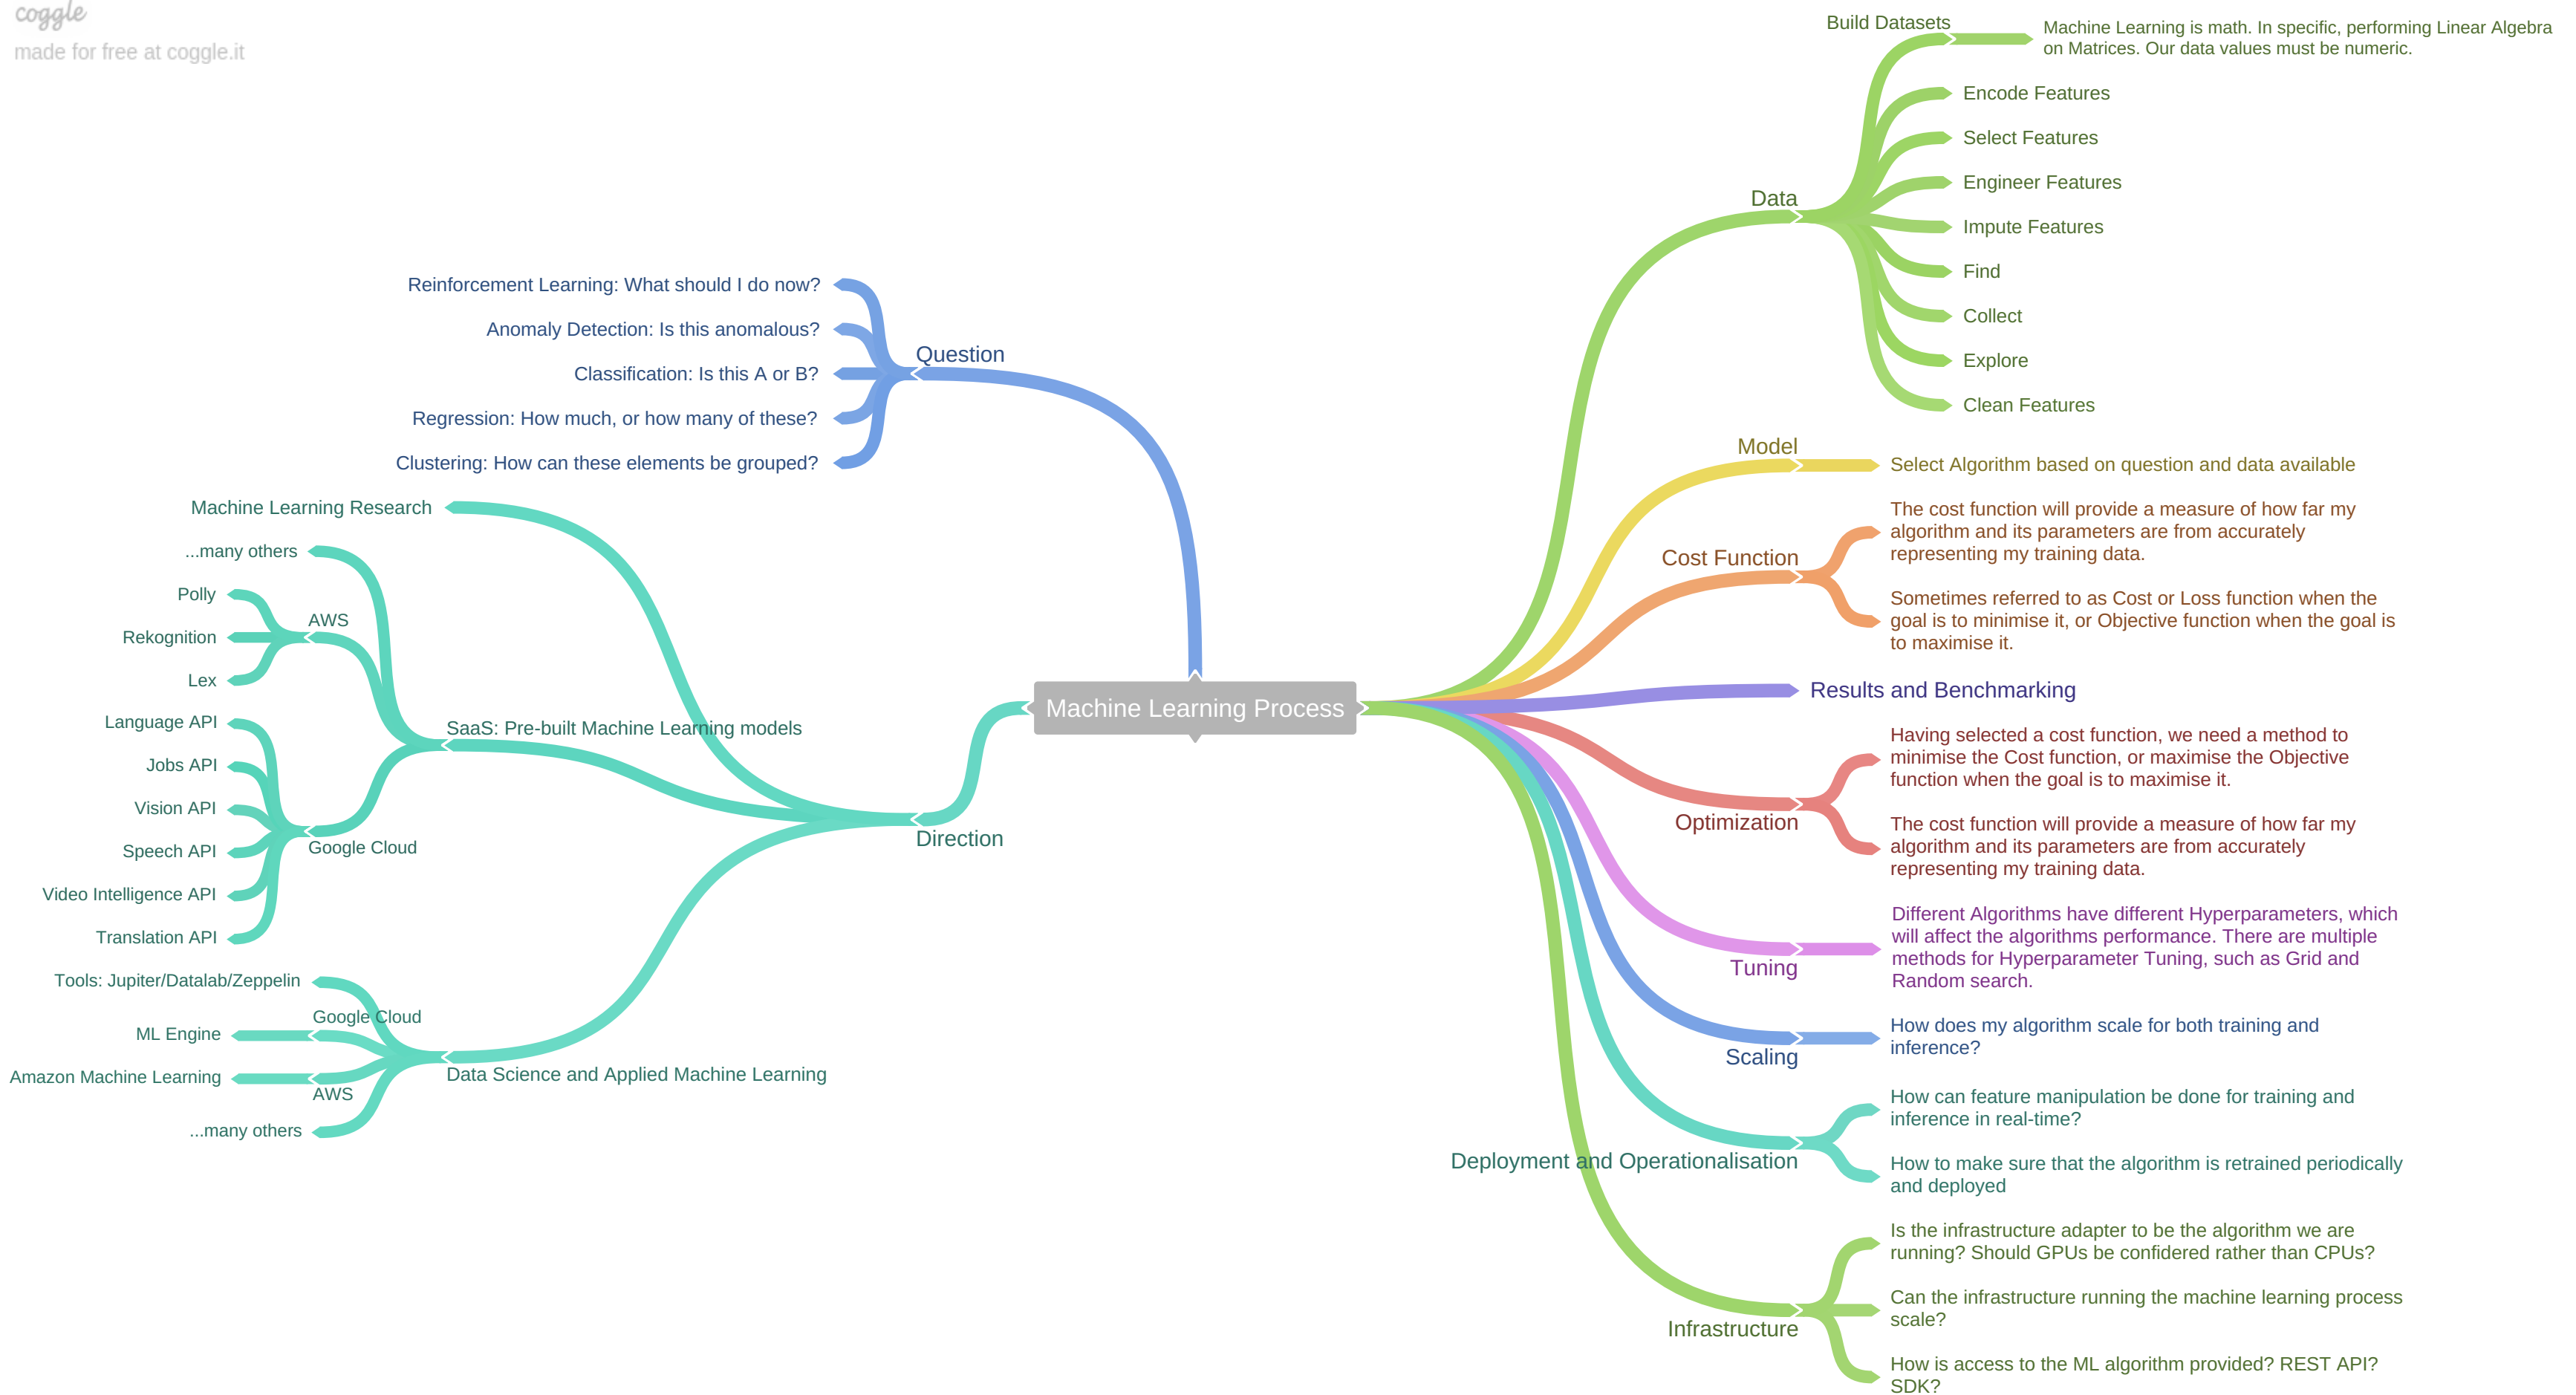 coggle
made for free at coggle.it
Machine Learning Process
Question
Reinforcement Learning: What should I do now?
Anomaly Detection: Is this anomalous?
Classification: Is this A or B?
Regression: How much, or how many of these?
Clustering: How can these elements be grouped?
Direction
Machine Learning Research
SaaS: Pre-built Machine Learning models
...many others
AWS
Polly
Rekognition
Lex
Google Cloud
Language API
Jobs API
Vision API
Speech API
Video Intelligence API
Translation API
Data Science and Applied Machine Learning
Tools: Jupiter/Datalab/Zeppelin
Google Cloud
ML Engine
AWS
Amazon Machine Learning
...many others
Data
Build Datasets
Machine Learning is math. In specific, performing Linear Algebra
on Matrices. Our data values must be numeric.
Encode Features
Select Features
Engineer Features
Impute Features
Find
Collect
Explore
Clean Features
Model
Select Algorithm based on question and data available
Cost Function
The cost function will provide a measure of how far my
algorithm and its parameters are from accurately
representing my training data.
Sometimes referred to as Cost or Loss function when the
goal is to minimise it, or Objective function when the goal is
to maximise it.
Results and Benchmarking
Optimization
Having selected a cost function, we need a method to
minimise the Cost function, or maximise the Objective
function when the goal is to maximise it.
The cost function will provide a measure of how far my
algorithm and its parameters are from accurately
representing my training data.
Tuning
Different Algorithms have different Hyperparameters, which
will affect the algorithms performance. There are multiple
methods for Hyperparameter Tuning, such as Grid and
Random search.
Scaling
How does my algorithm scale for both training and
inference?
Deployment and Operationalisation
How can feature manipulation be done for training and
inference in real-time?
How to make sure that the algorithm is retrained periodically
and deployed
Infrastructure
Is the infrastructure adapter to be the algorithm we are
running? Should GPUs be confidered rather than CPUs?
Can the infrastructure running the machine learning process
scale?
How is access to the ML algorithm provided? REST API?
SDK?